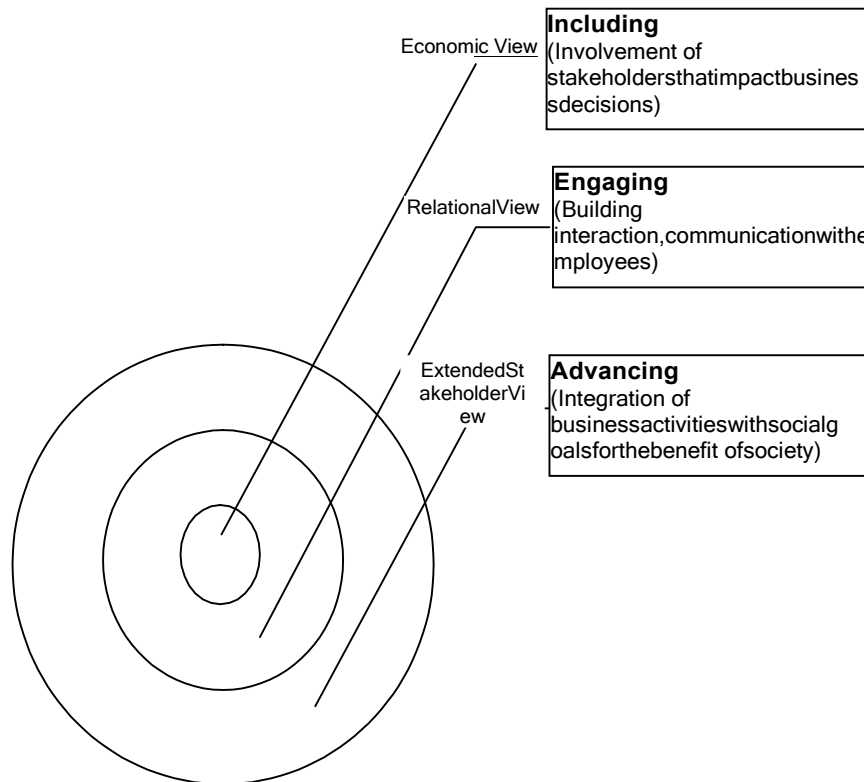 Economic View
Including
(Involvement of
stakeholdersthatimpactbusines
sdecisions)
RelationalView
Engaging
(Building
interaction,communicationwithe
mployees)
ExtendedSt
akeholderVi
ew
Advancing
(Integration of
businessactivitieswithsocialg
oalsforthebenefit ofsociety)